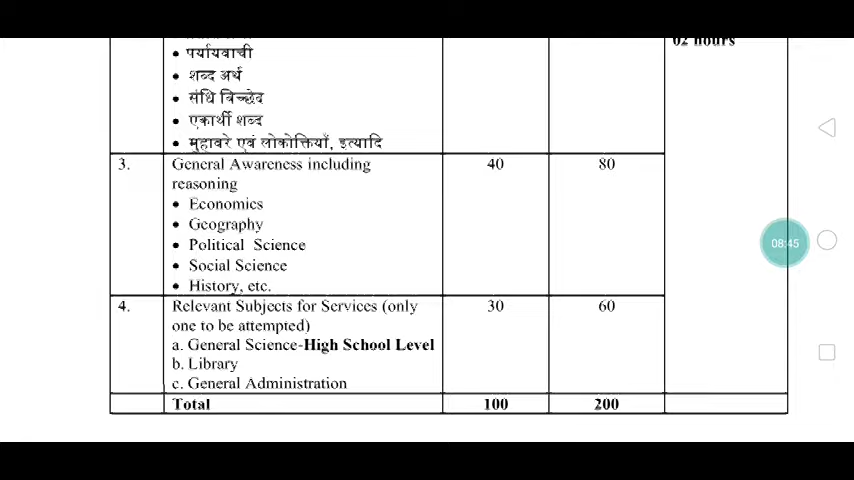 02 hours
• पर्यायवाची
• शब्द अर्थ
• संधि विच्छेद
• एकार्थी शब्द
• मुहावरे एवं लोकोक्तियाँ, इत्यादि
3. General Awareness including 40 80
reasoning
• Economics
• Geography
• Political Science
• Social Science
• History, etc.
4. Relevant Subjects for Services (only 30 60
one to be attempted)
a. General Science-High School Level
b. Library
c. General Administration
Total 100 200
08:45